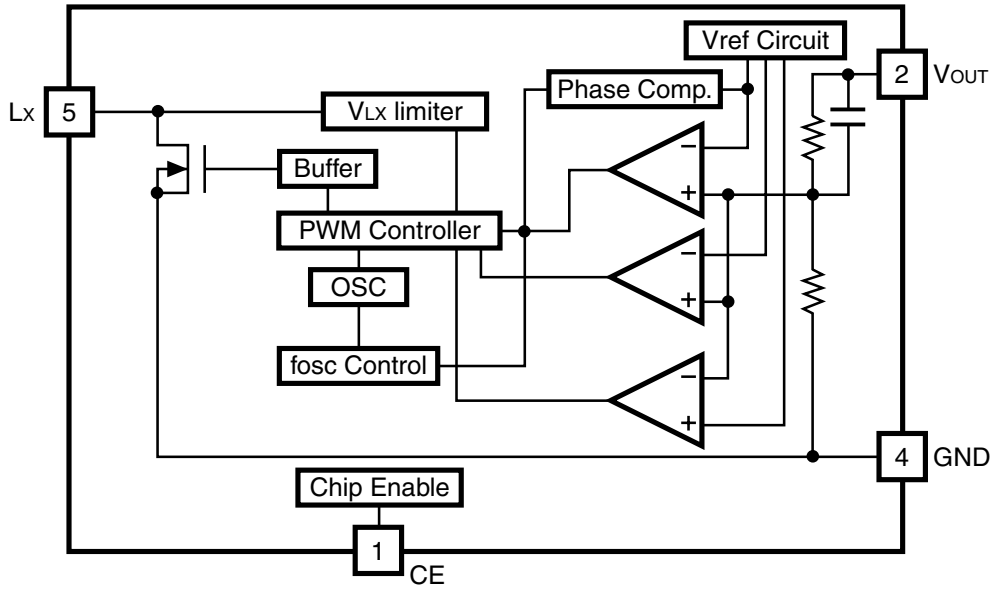 Vref Circuit
2 VOUT
Phase Comp.
LX 5
VLX limiter
−
Buffer
+
PWM Controller
−
OSC
+
fosc Control
−
+
4 GND
Chip Enable
1
CE